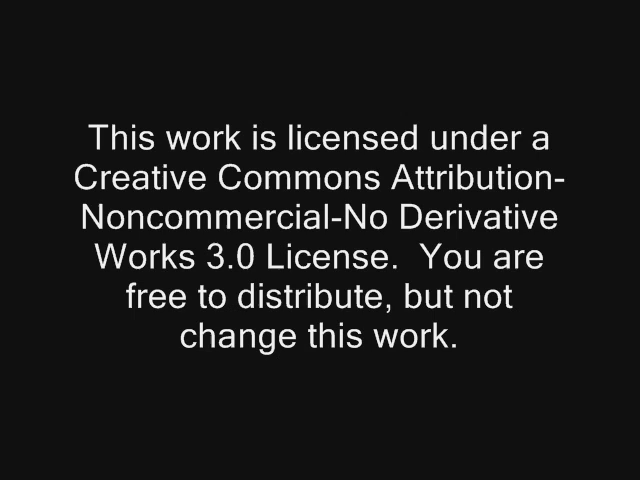 This work is licensed under a
Creative Commons Attribution-
Noncommercial-No Derivative
Works 3.0 License.  You are
free to distribute, but not
change this work.